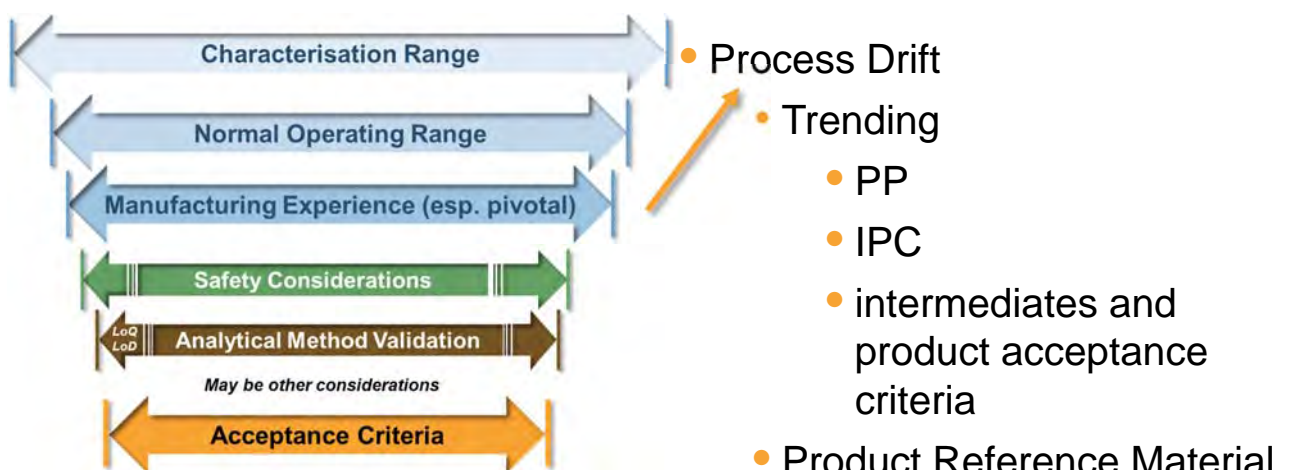 Characterisation Range
Normal Operating Range
Manufacturing Experience (esp. pivotal)
Safety Considerations
LoQ
LoD
Analytical Method Validation
May be other considerations
Acceptance Criteria
• Process Drift
• Trending
• PP
• IPC
• intermediates and
product acceptance
criteria
• Product Reference Material